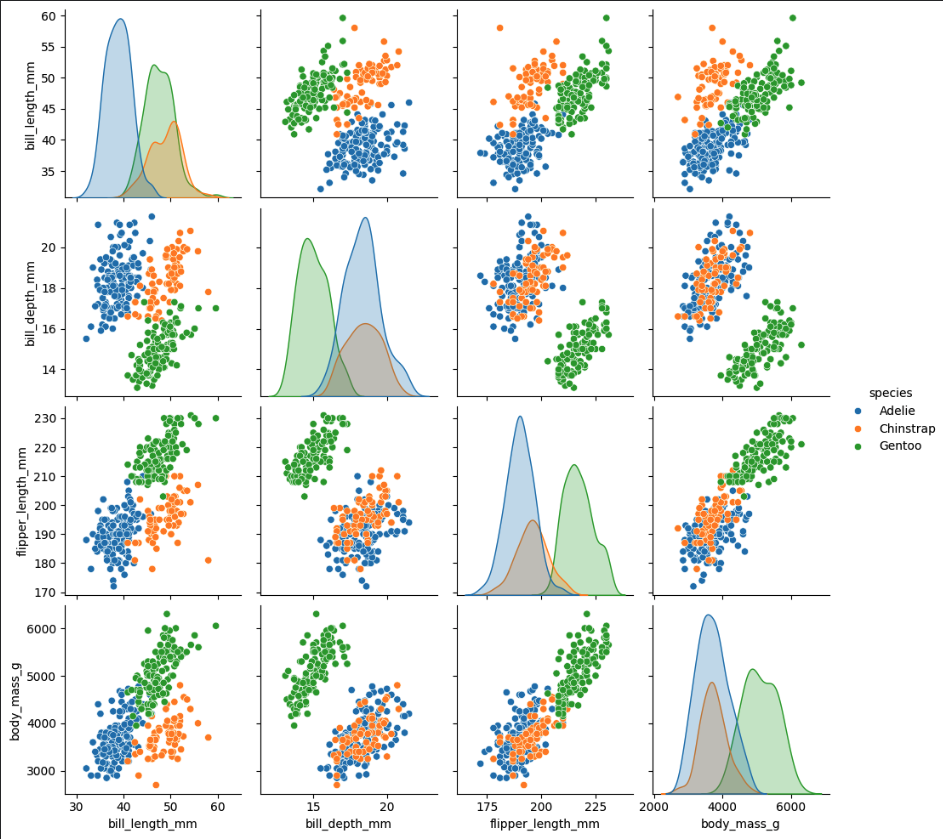 60
55
50
45
40
35
bill_length_mm
20
18
16
14
bill_depth_mm
230
220
210
200
190
180
170
flipper_length_mm
6000
5000
4000
3000
body_mass_g
30 40 50 60
bill_length_mm
15 20
bill_depth_mm
175 200 225
flipper_length_mm
2000 4000 6000
body_mass_g
species
Adelie
Chinstrap
Gentoo